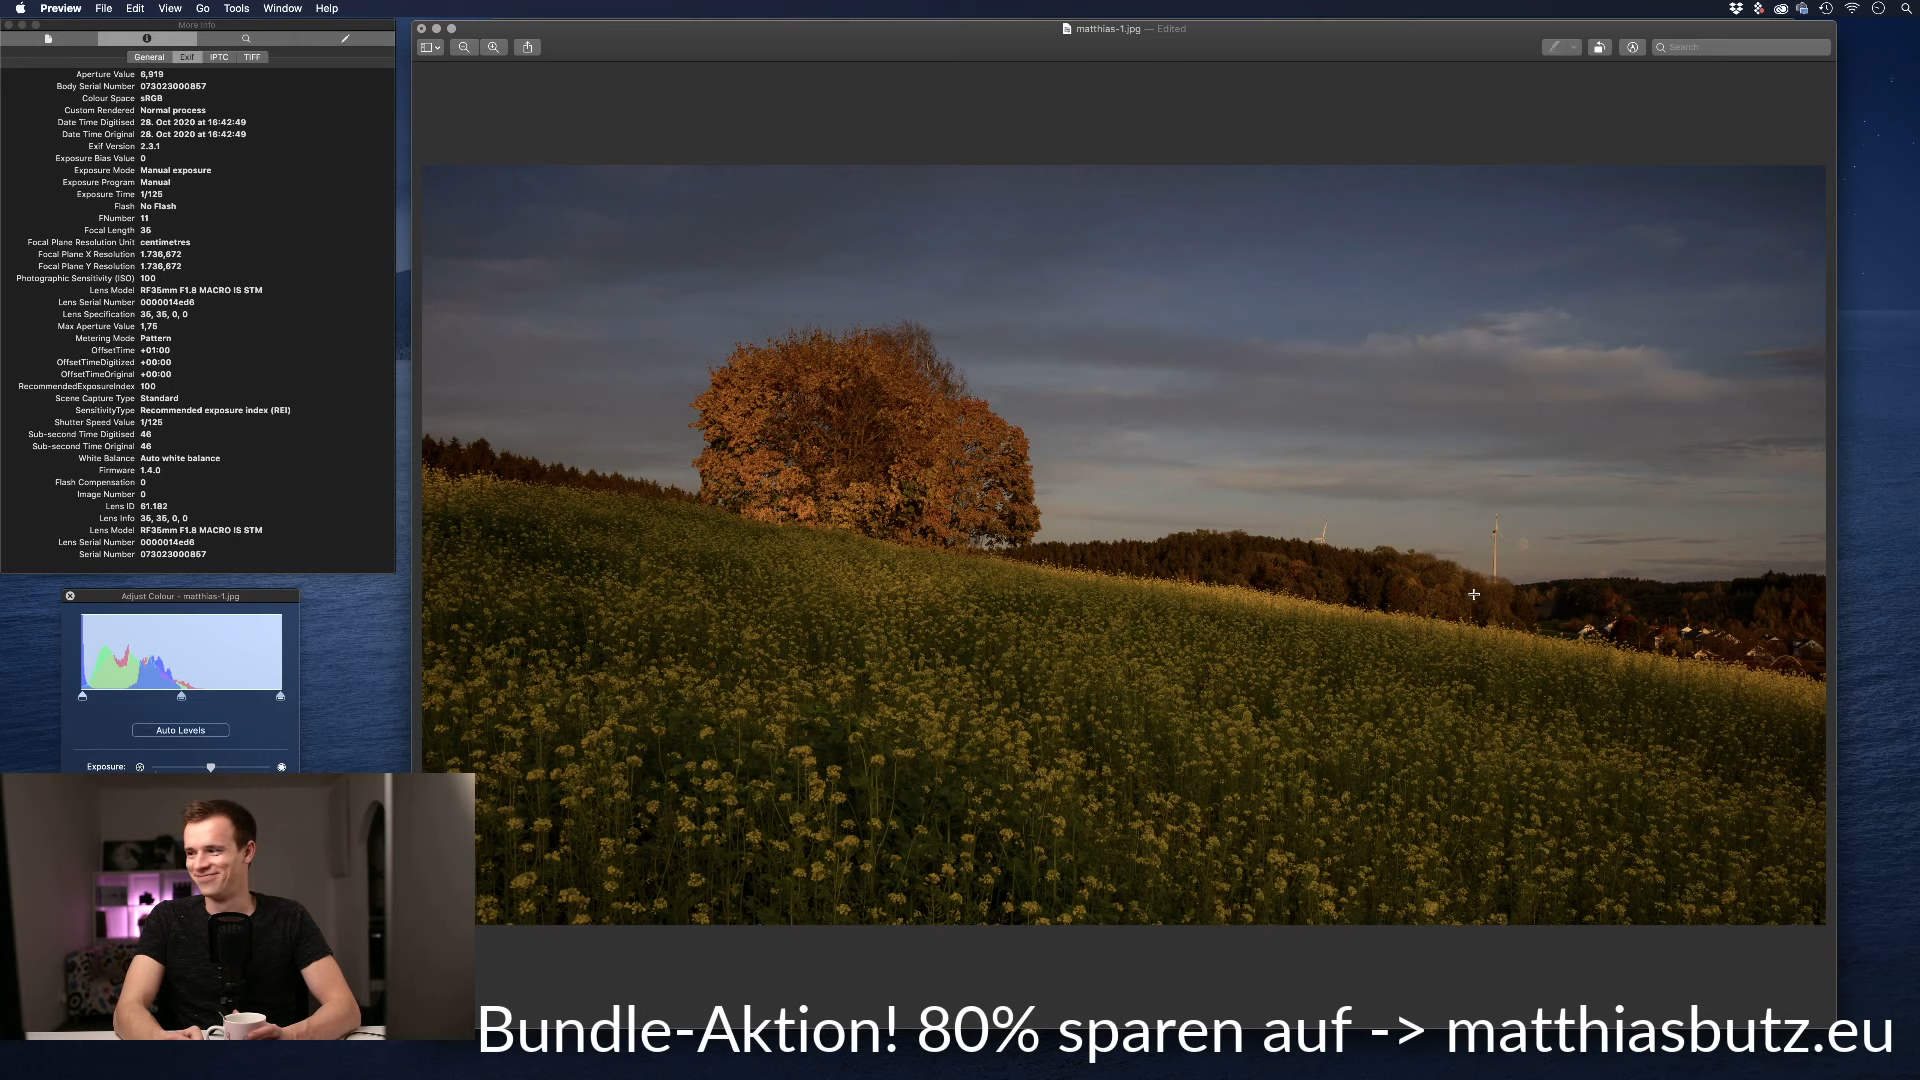 Preview File Edit View Go Tools Window Help
More Info
General Exif IPTC TIFF
Aperture Value 6,919
Body Serial Number 073023000857
Colour Space sRGB
Custom Rendered Normal process
Date Time Digitised 28. Oct 2020 at 16:42:49
Date Time Original 28. Oct 2020 at 16:42:49
Exif Version 2.3.1
Exposure Bias Value 0
Exposure Mode Manual exposure
Exposure Program Manual
Exposure Time 1/125
Flash No Flash
FNumber 11
Focal Length 35
Focal Plane Resolution Unit centimetres
Focal Plane X Resolution 1.736,672
Focal Plane Y Resolution 1.736,672
Photographic Sensitivity (ISO) 100
Lens Model RF35mm F1.8 MACRO IS STM
Lens Serial Number 0000014ed6
Lens Specification 35, 35, 0, 0
Max Aperture Value 1,75
Metering Mode Pattern
OffsetTime +01:00
OffsetTimeDigitized +00:00
OffsetTimeOriginal +00:00
RecommendedExposureIndex 100
Scene Capture Type Standard
SensitivityType Recommended exposure index (REI)
Shutter Speed Value 1/125
Sub-second Time Digitised 46
Sub-second Time Original 46
White Balance Auto white balance
Firmware 1.4.0
Flash Compensation 0
Image Number 0
Lens ID 61.182
Lens Info 35, 35, 0, 0
Lens Model RF35mm F1.8 MACRO IS STM
Lens Serial Number 0000014ed6
Serial Number 073023000857
Adjust Colour - matthias-1.jpg
Auto Levels
Exposure:
matthias-1.jpg — Edited
Search
Bundle-Aktion! 80% sparen auf -> matthiasbutz.eu